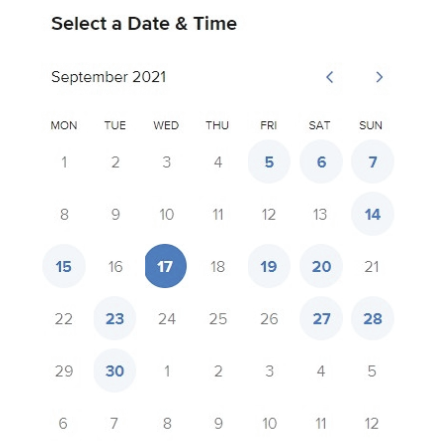 Select a Date & Time
September 2021
MON TUE WED THU FRI SAT SUN
1 2 3 4 5 6 7
8 9 10 11 12 13 14
15 16 17 18 19 20 21
22 23 24 25 26 27 28
29 30 1 2 3 4 5
6 7 8 9 10 11 12